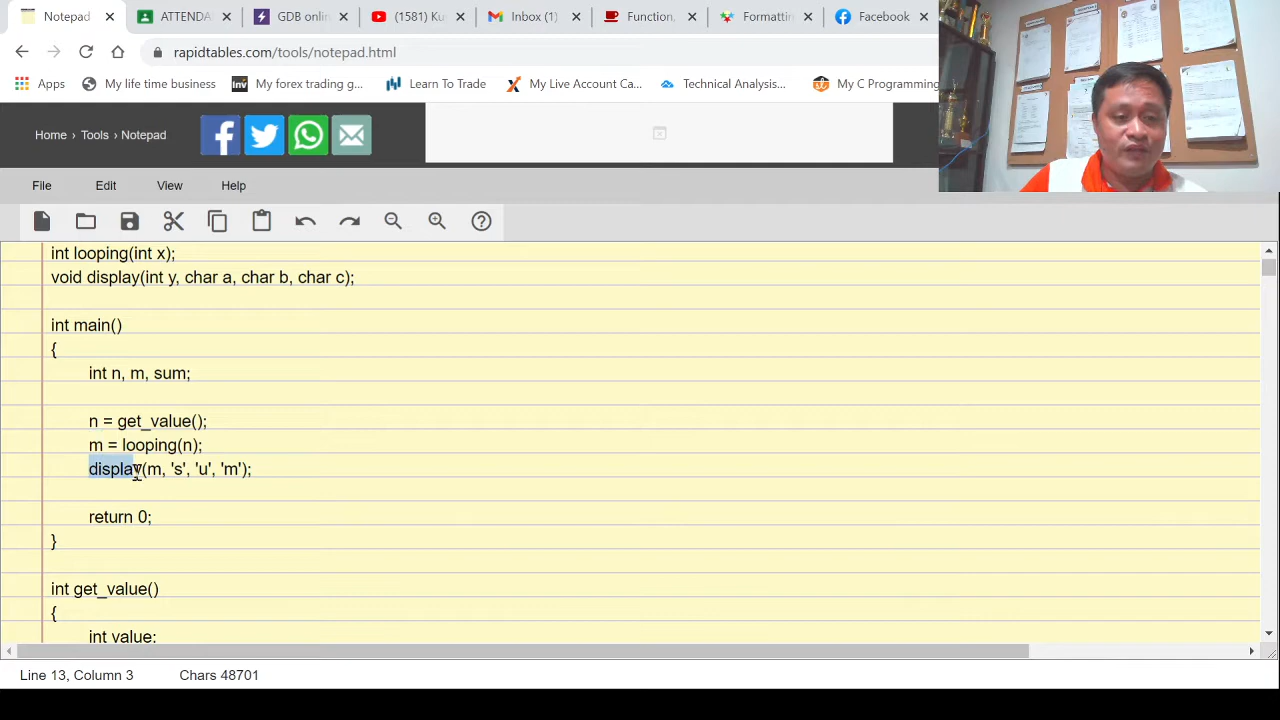 Notepad
ATTENDA
GDB onlin
(1581) Ku
Inbox (1)
Function,
Formattin
Facebook
rapidtables.com/tools/notepad.html
Apps
My life time business
My forex trading g...
Learn To Trade
My Live Account Ca...
Technical Analysis...
My C Programming
Home › Tools › Notepad
File Edit View Help
int looping(int x);
void display(int y, char a, char b, char c);
int main()
{
int n, m, sum;
n = get_value();
m = looping(n);
display(m, 's', 'u', 'm');
return 0;
}
int get_value()
{
int value;
Line 13, Column 3
Chars 48701